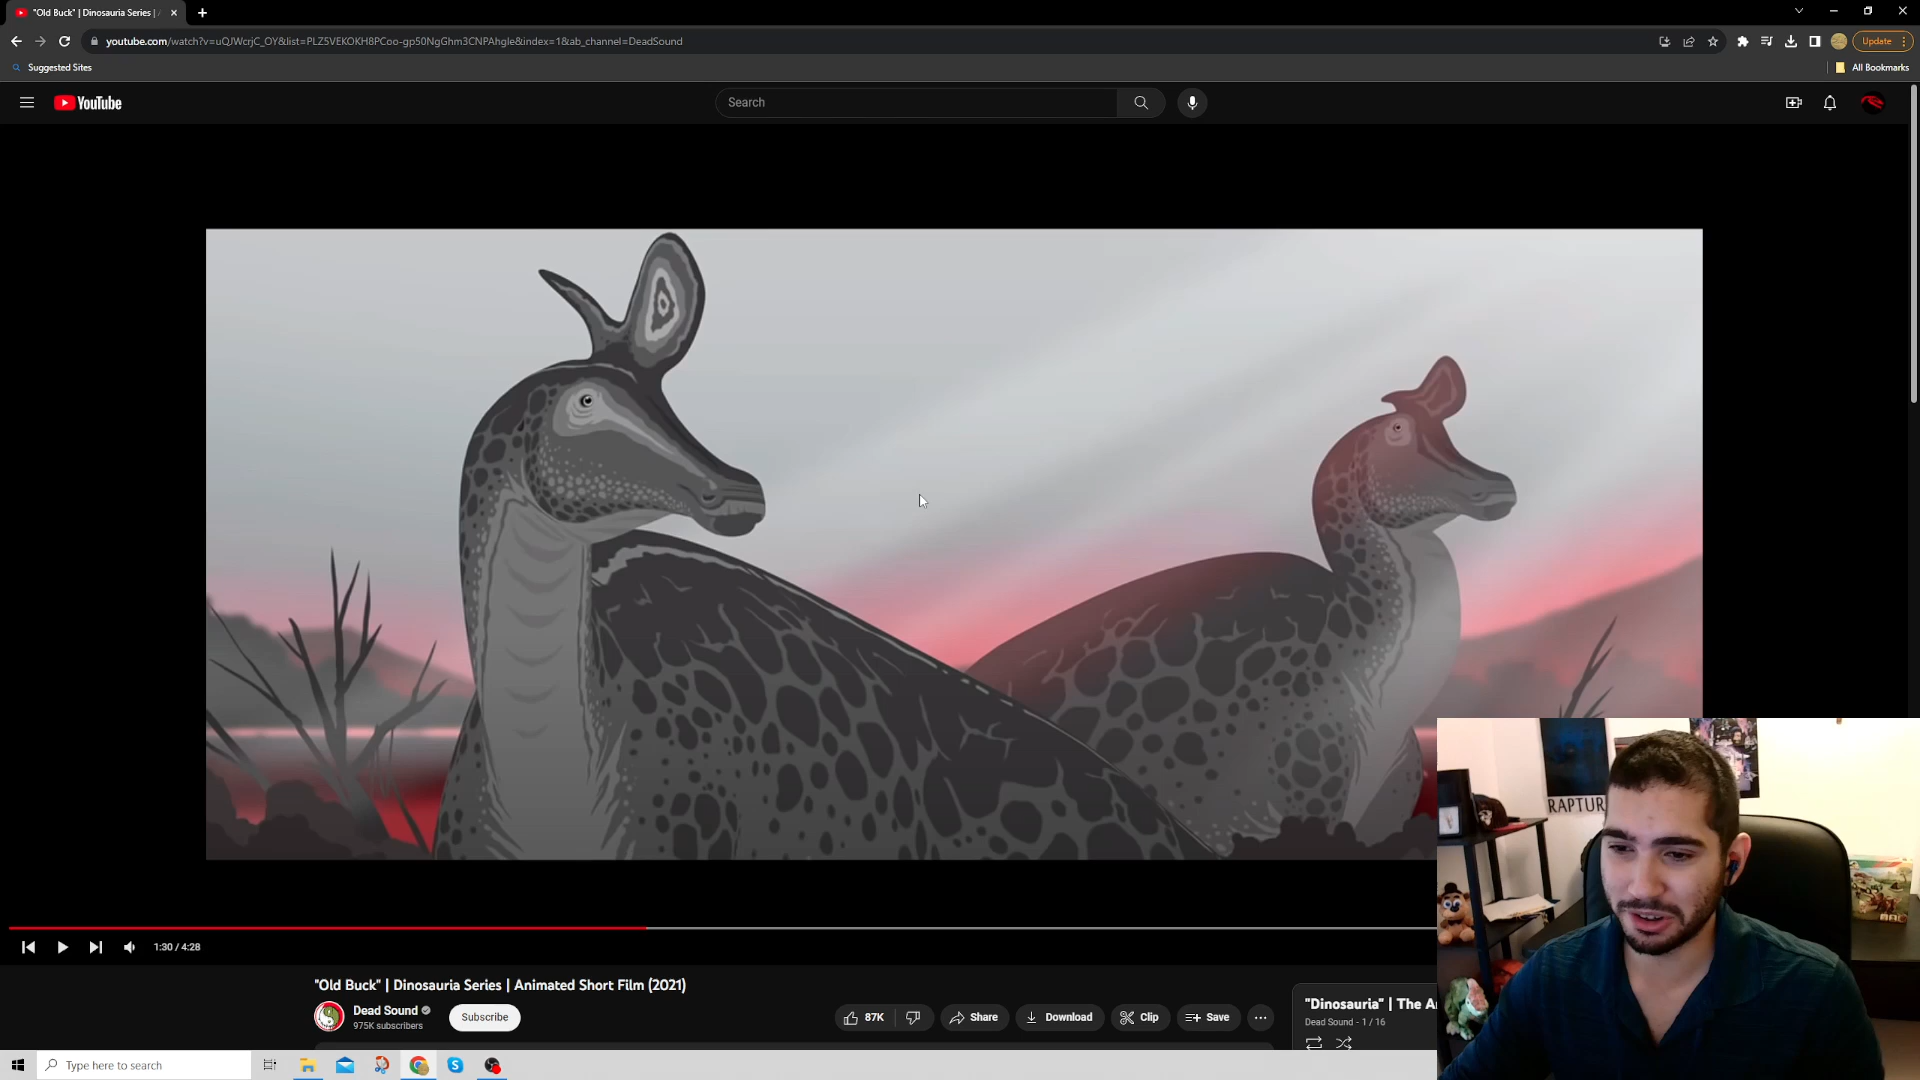 "Old Buck" | Dinosauria Series | /
youtube.com/watch?v=uQJWcrjC_OY&list=PLZ5VEKOKH8PCoo-gp50NgGhm3CNPAhgIe&index=1&ab_channel=DeadSound
Update
Suggested Sites
All Bookmarks
YouTube
Search
RAPTUR
1:30 / 4:28
"Old Buck" | Dinosauria Series | Animated Short Film (2021)
Dead Sound
975K subscribers
Subscribe
87K
Share
Download
Clip
Save
"Dinosauria" | The A
Dead Sound - 1 / 16
Type here to search